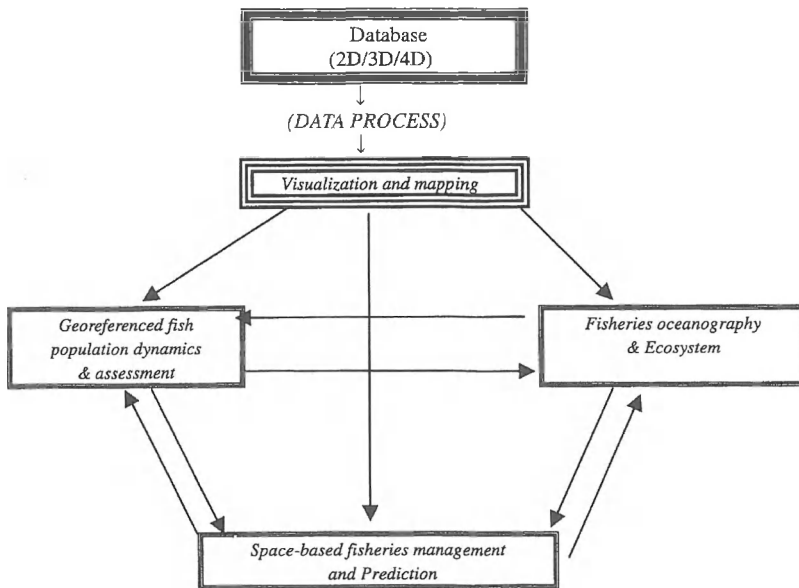 Database
(2D/3D/4D)
(DATA PROCESS)
Visualization and mapping
Georeferenced fish
population dynamics
& assessment
Fisheries oceanography
& Ecosystem
Space-based fisheries management
and Prediction